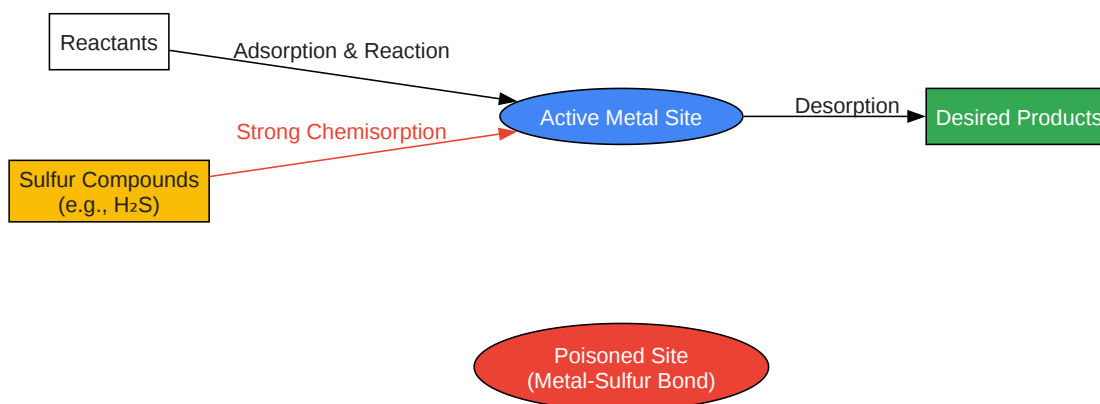 Reactants
Adsorption & Reaction
Strong Chemisorption
Sulfur Compounds
(e.g., H₂S)
Active Metal Site
Desorption
Desired Products
Poisoned Site
(Metal-Sulfur Bond)